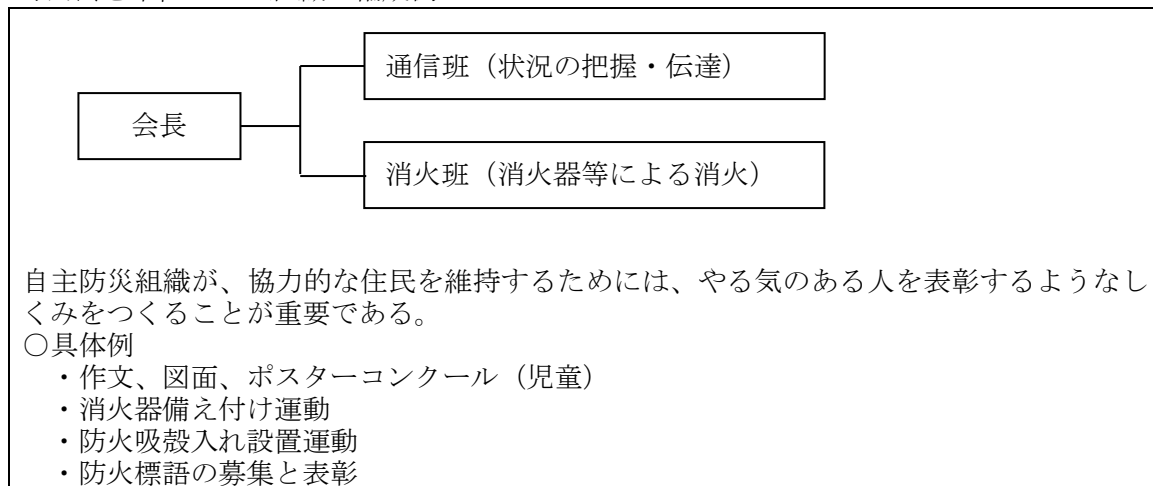 通信班（状況の把握・伝達）
会長
消火班（消火器等による消火）
自主防災組織が、協力的な住民を維持するためには、やる気のある人を表彰するようなし
くみをつくることが重要である。
○具体例
・作文、図面、ポスターコンクール（児童）
・消火器備え付け運動
・防火吸殻入れ設置運動
・防火標語の募集と表彰